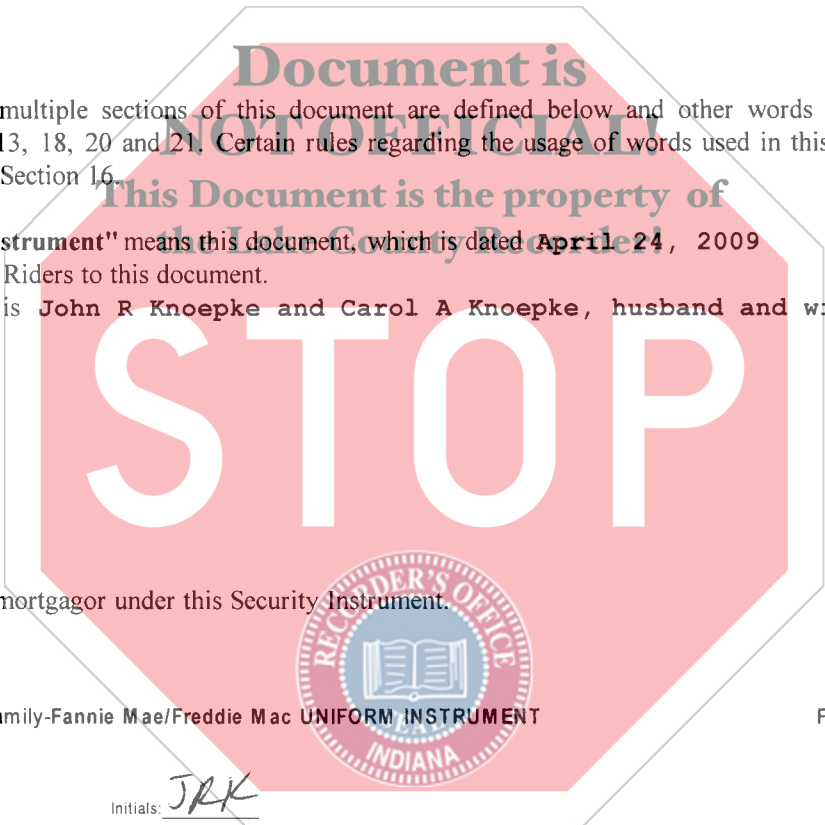 Document is
multiple sections of this document are defined below and other words
13, 18, 20 and 21. Certain rules regarding the usage of words used in this
NOT OFFICIAL!
Section 16.
This Document is the property of
strument" means this document, which is dated April 24, 2009
the Lake County Recorder!
Riders to this document.
is John R Knoepke and Carol A Knoepke, husband and
STOP
mortgagor under this Security Instrument.
RECORDER'S OFFICE
SEAL
INDIANA
mily-Fannie Mae/Freddie Mac UNIFORM INSTRUMENT
Initials: JRK